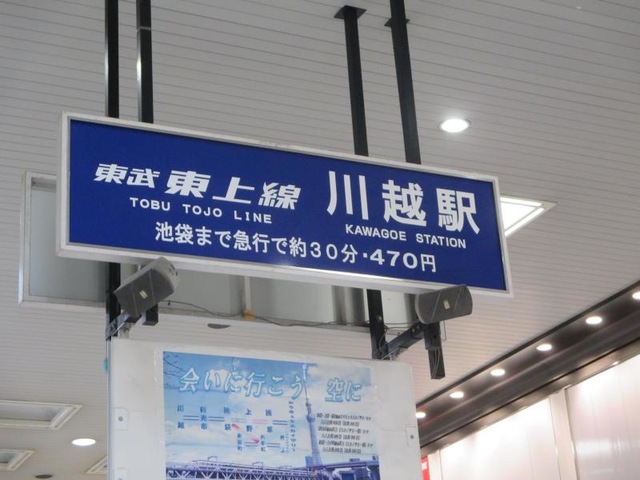 東武東上線 川越駅
TOBU TOJO LINE KAWAGOE STATION
池袋まで急行で約30分・470円
会いに行こう 空に